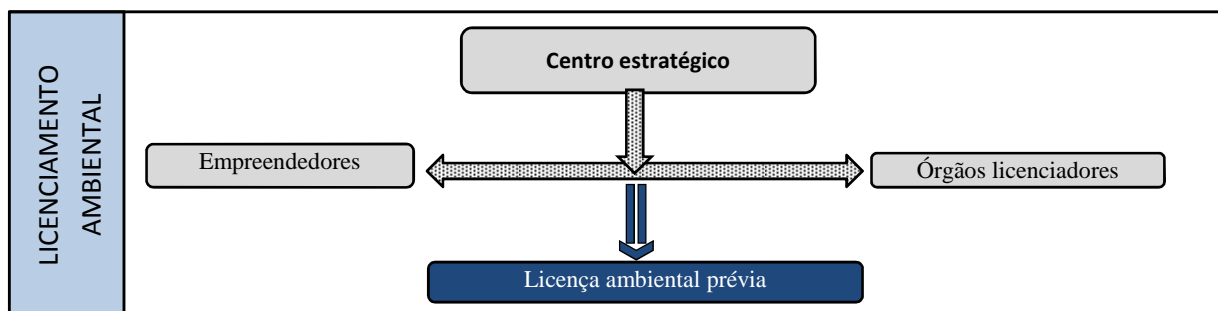 LICENCIAMENTO
AMBIENTAL
Centro estratégico
Empreendedores
Órgãos licenciadores
Licença ambiental prévia